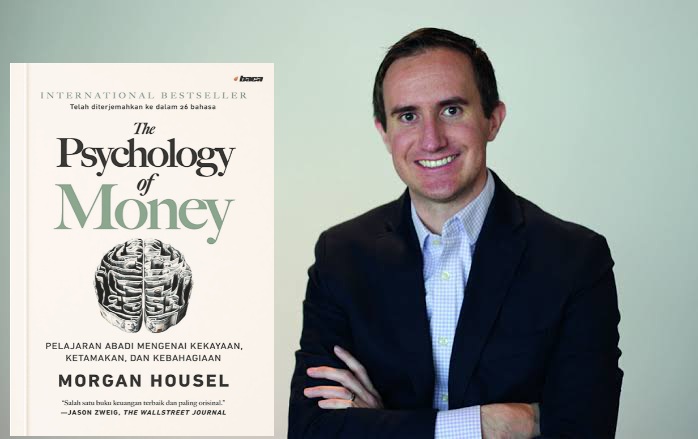 baca
INTERNATIONAL BESTSELLER
Telah diterjemahkan ke dalam 26 bahasa
The
Psychology
of
Money
PELAJARAN ABADI MENGENAI KEKAYAAN,
KETAMAKAN, DAN KEBAHAGIAAN
MORGAN HOUSEL
"Salah satu buku keuangan terbaik dan paling orisinal."
—JASON ZWEIG, THE WALLSTREET JOURNAL